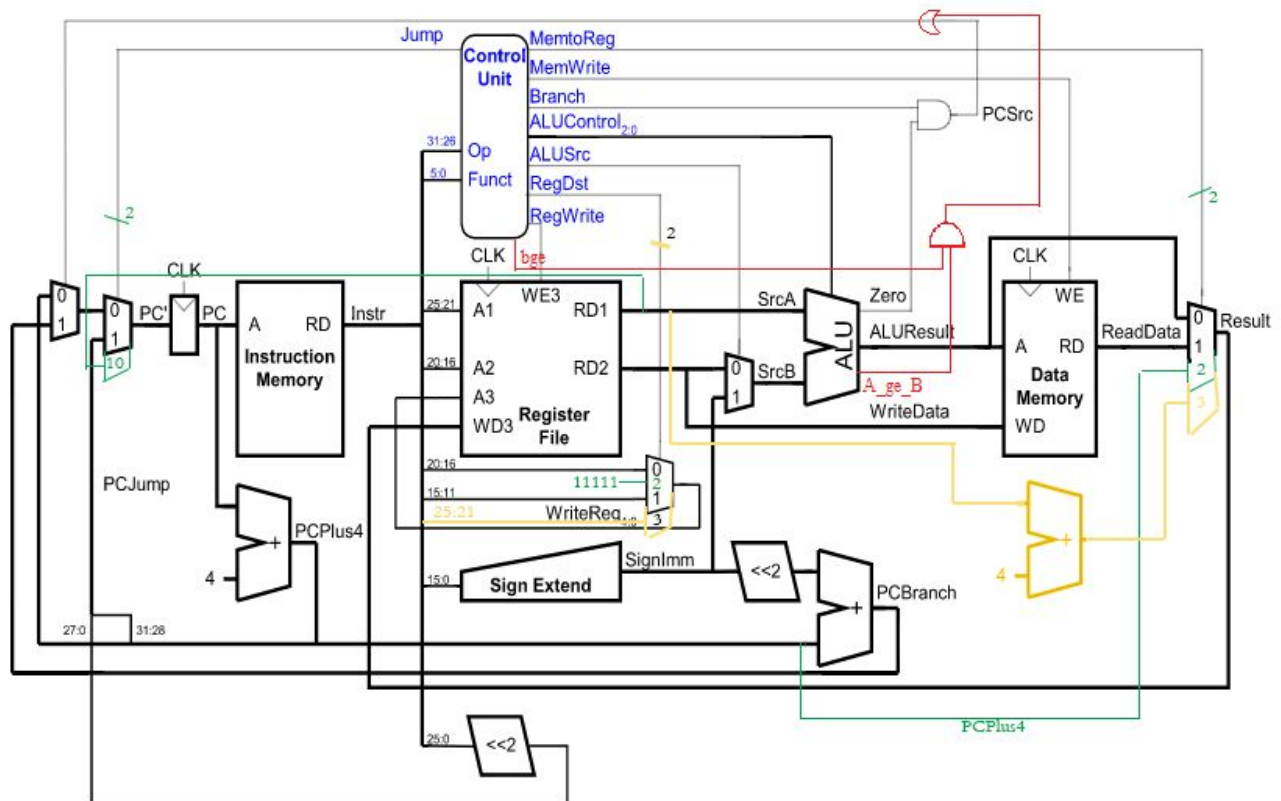 Jump
Control
Unit
MemtoReg
MemWrite
Branch
ALUControl2:0
PCSrc
31:26
Op
ALUSrc
5:0
Funct
RegDst
2
2
RegWrite
2
CLK
bge
CLK
CLK
0
1
0
1
10
PC'
PC
A
RD
Instruction
Memory
Instr
25:21
A1
WE3
RD1
SrcA
Zero
WE
ALU
ALUResult
20:16
A2
RD2
0
1
SrcB
A_ge_B
A
RD
ReadData
0
1
2
3
Result
A3
WD3
Register
File
WriteData
Data
Memory
WD
20:16
0
11111
2
15:11
1
25:21
WriteReg4:0
3
PCJump
PCPlus4
+
4
+
4
SignImm
15:0
Sign Extend
<<2
PCBranch
+
27:0
31:28
PCPlus4
25:0
<<2